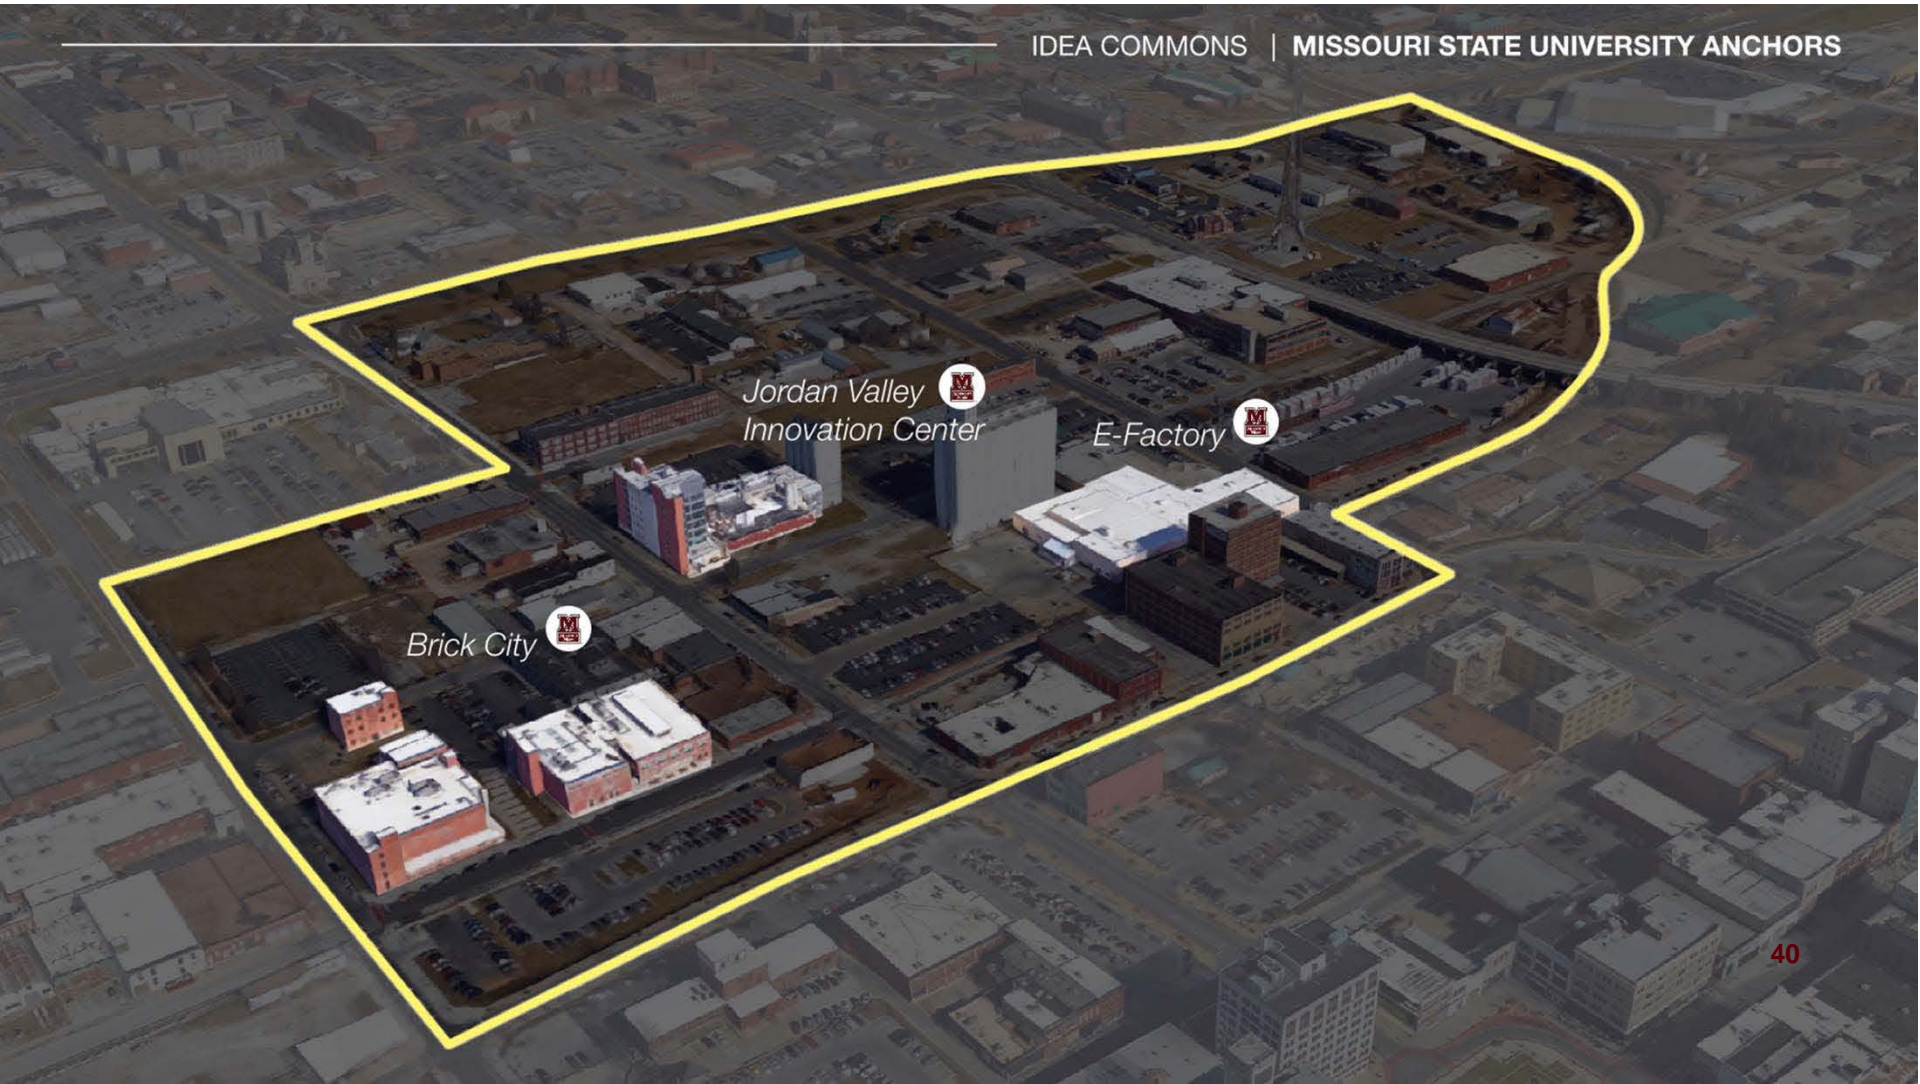 IDEA COMMONS | MISSOURI STATE UNIVERSITY ANCHORS
Jordan Valley
Innovation Center
E-Factory
Brick City
40